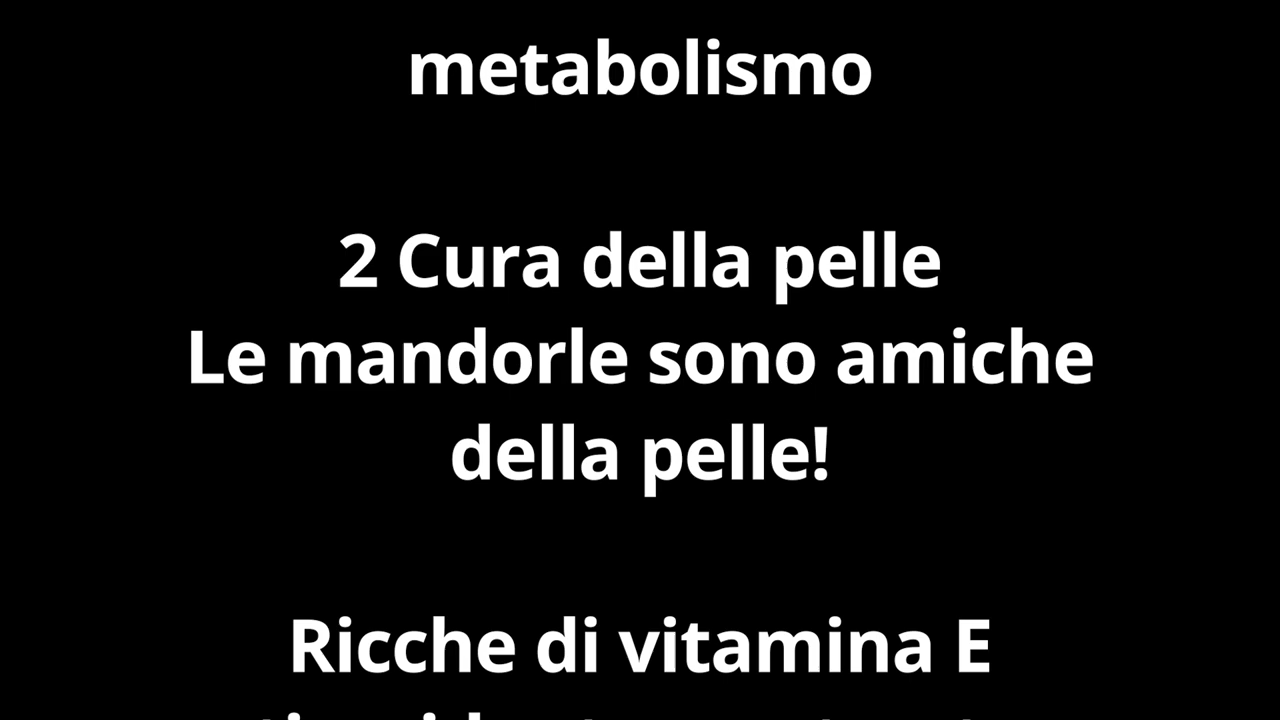 metabolismo
2 Cura della pelle
Le mandorle sono amiche
della pelle!
Ricche di vitamina E